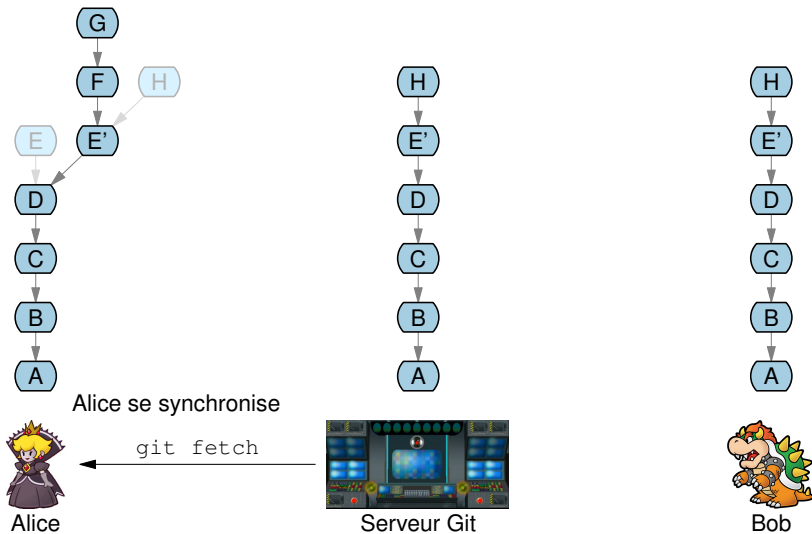 G
F H H H
E E' E' E'
D D D
C C C
B B B
A A A
Alice se synchronise
git fetch
Alice Serveur Git Bob